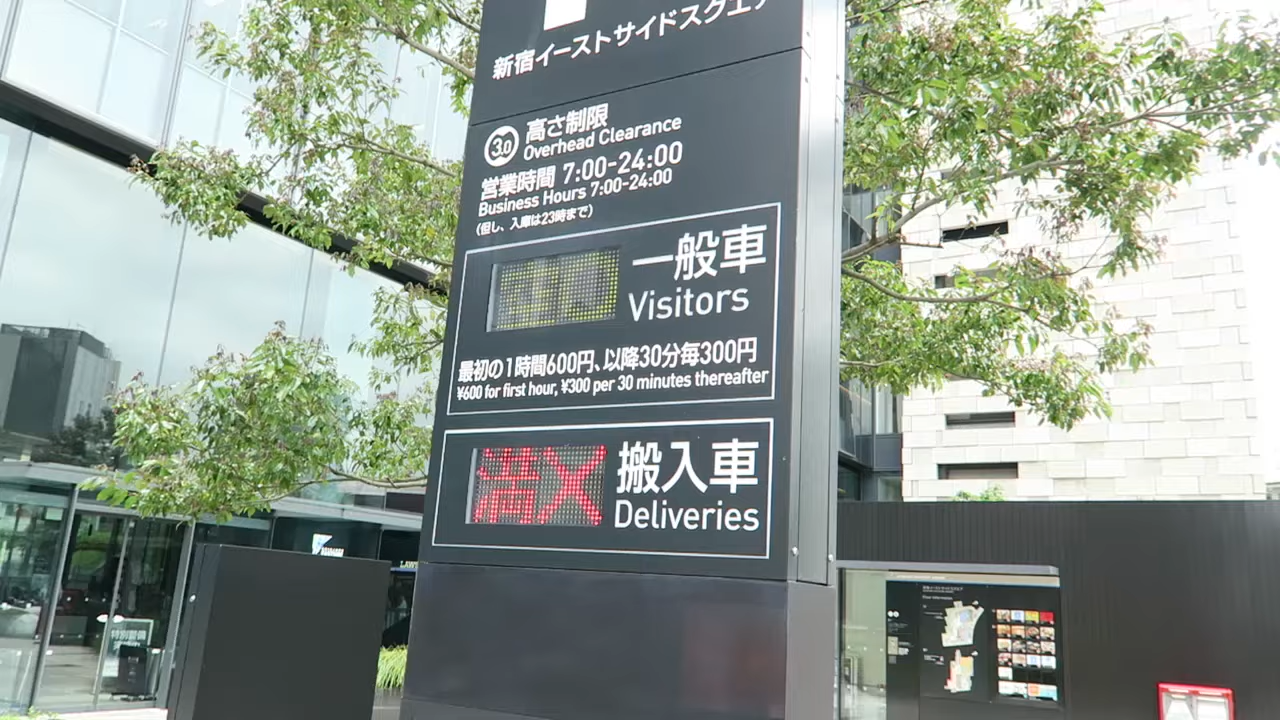 新宿イーストサイドスクエア
3.0
高さ制限
Overhead Clearance
営業時間 7:00-24:00
Business Hours 7:00-24:00
(但し、入庫は23時まで)
一般車
Visitors
最初の1時間600円、以降30分毎300円
¥600 for first hour, ¥300 per 30 minutes thereafter
満×
搬入車
Deliveries
特別警備